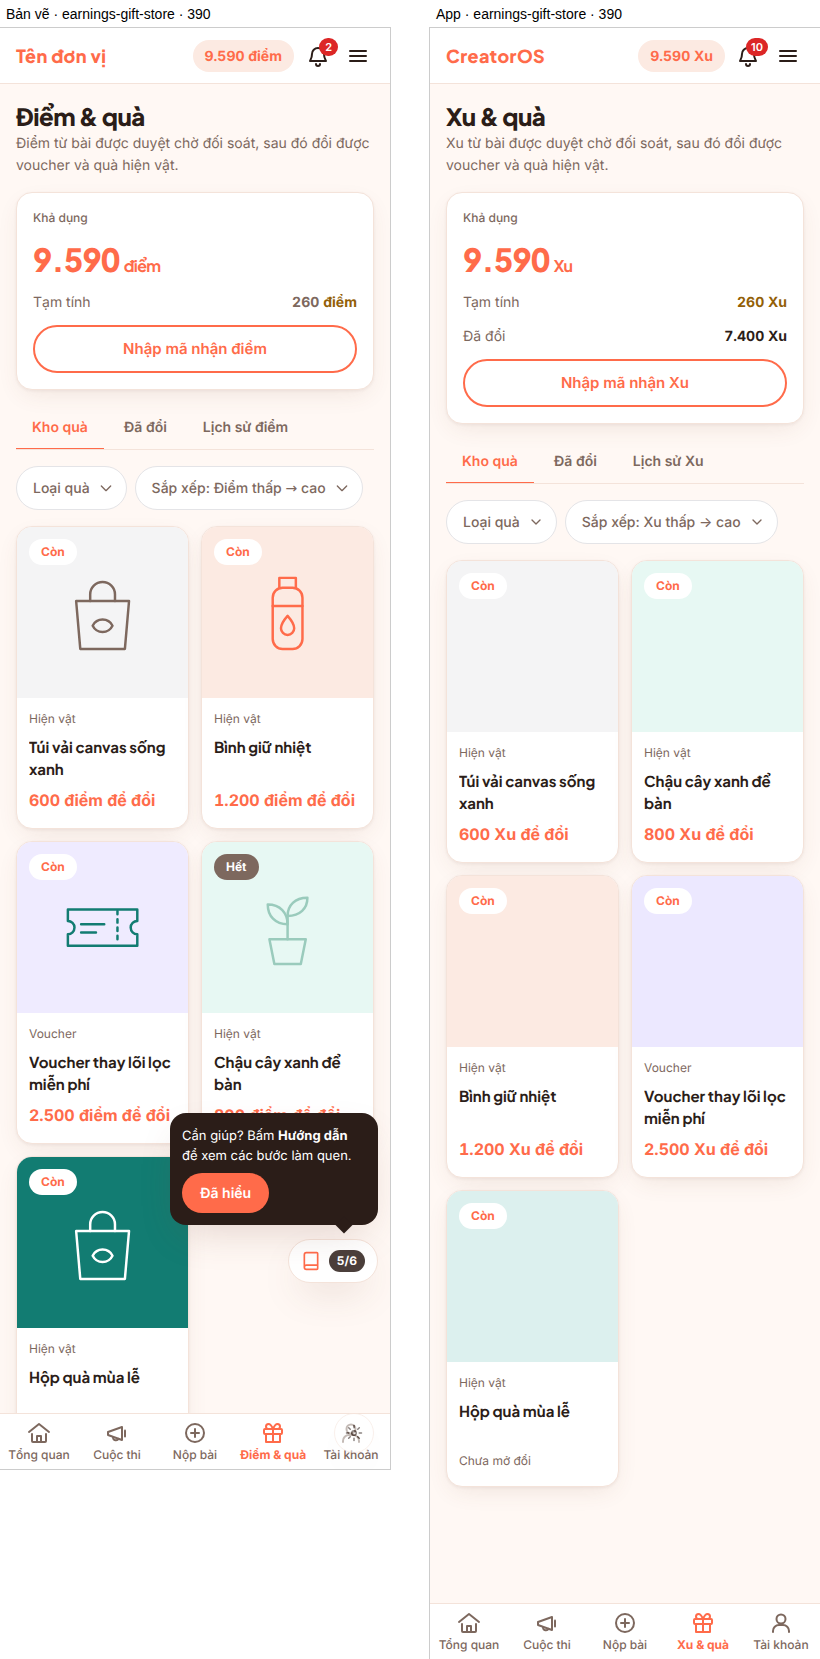 Bản vẽ · earnings-gift-store · 390
Tên đơn vị
9.590 điểm
2
Điểm & quà
Điểm từ bài được duyệt chờ đối soát, sau đó đổi được
voucher và quà hiện vật.
Khả dụng
9.590 điểm
Tạm tính 260 điểm
Nhập mã nhận điểm
Kho quà Đã đổi Lịch sử điểm
Loại quà Sắp xếp: Điểm thấp → cao
Còn Còn
Hiện vật Hiện vật
Túi vải canvas sống Bình giữ nhiệt
xanh
600 điểm để đổi 1.200 điểm để đổi
Còn Hết
Voucher Hiện vật
Voucher thay lõi lọc Chậu cây xanh để
miễn phí bàn
2.500 điểm để đổi
Cần giúp? Bấm Hướng dẫn
để xem các bước làm quen.
Đã hiểu
5/6
Còn
Hiện vật
Hộp quà mùa lễ
Tổng quan Cuộc thi Nộp bài Điểm & quà Tài khoản
App · earnings-gift-store · 390
CreatorOS
9.590 Xu
10
Xu & quà
Xu từ bài được duyệt chờ đối soát, sau đó đổi được
voucher và quà hiện vật.
Khả dụng
9.590 Xu
Tạm tính 260 Xu
Đã đổi 7.400 Xu
Nhập mã nhận Xu
Kho quà Đã đổi Lịch sử Xu
Loại quà Sắp xếp: Xu thấp → cao
Còn Còn
Hiện vật Hiện vật
Túi vải canvas sống Chậu cây xanh để
xanh bàn
600 Xu để đổi 800 Xu để đổi
Còn Còn
Hiện vật Voucher
Bình giữ nhiệt Voucher thay lõi lọc
miễn phí
1.200 Xu để đổi 2.500 Xu để đổi
Còn
Hiện vật
Hộp quà mùa lễ
Chưa mở đổi
Tổng quan Cuộc thi Nộp bài Xu & quà Tài khoản